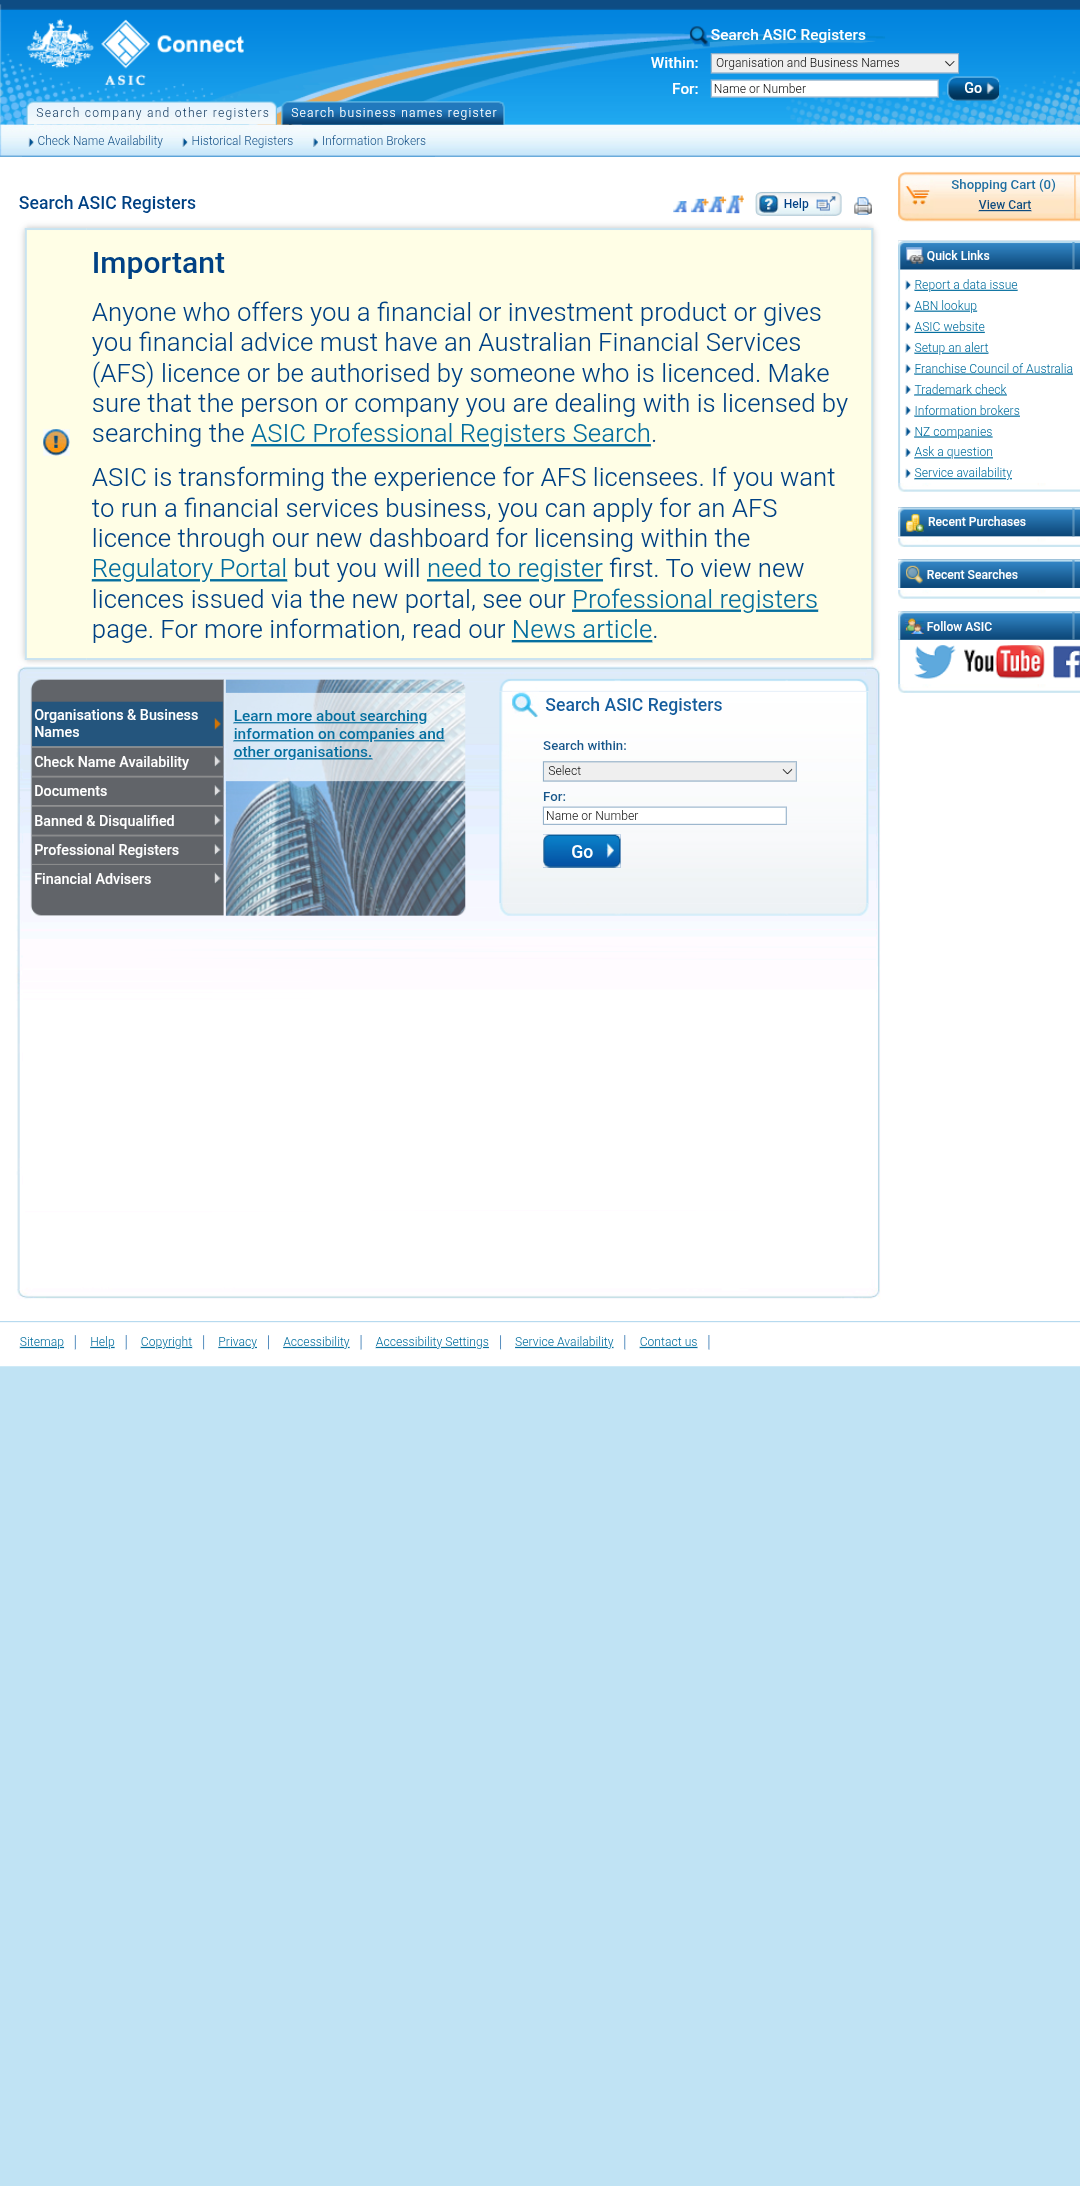 Connect
ASIC
Search ASIC Registers
Within:
Organisation and Business Names
For:
Name or Number
Go
Search company and other registers
Search business names register
Check Name Availability
Historical Registers
Information Brokers
Search ASIC Registers
A A+ A+ A+
Help
Shopping Cart (0)
View Cart
Important
Anyone who offers you a financial or investment product or gives
you financial advice must have an Australian Financial Services
(AFS) licence or be authorised by someone who is licenced. Make
sure that the person or company you are dealing with is licensed by
searching the ASIC Professional Registers Search.
ASIC is transforming the experience for AFS licensees. If you want
to run a financial services business, you can apply for an AFS
licence through our new dashboard for licensing within the
Regulatory Portal but you will need to register first. To view new
licences issued via the new portal, see our Professional registers
page. For more information, read our News article.
Quick Links
Report a data issue
ABN lookup
ASIC website
Setup an alert
Franchise Council of Australia
Trademark check
Information brokers
NZ companies
Ask a question
Service availability
Recent Purchases
Recent Searches
Follow ASIC
YouTube
Organisations & Business
Names
Check Name Availability
Documents
Banned & Disqualified
Professional Registers
Financial Advisers
Learn more about searching
information on companies and
other organisations.
Search ASIC Registers
Search within:
Select
For:
Name or Number
Go
Sitemap | Help | Copyright | Privacy | Accessibility | Accessibility Settings | Service Availability | Contact us |